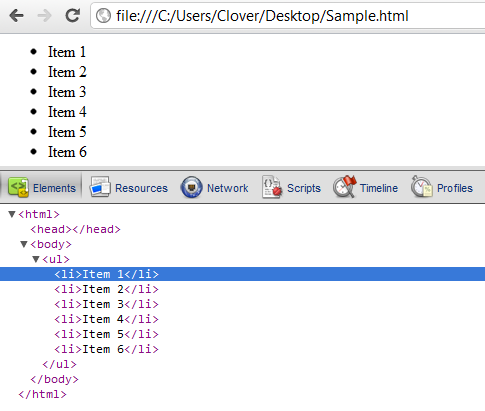 file:///C:/Users/Clover/Desktop/Sample.html
Item 1
Item 2
Item 3
Item 4
Item 5
Item 6
Elements Resources Network Scripts Timeline Profiles
<html>
<head></head>
<body>
<ul>
<li>Item 1</li>
<li>Item 2</li>
<li>Item 3</li>
<li>Item 4</li>
<li>Item 5</li>
<li>Item 6</li>
</ul>
</body>
</html>